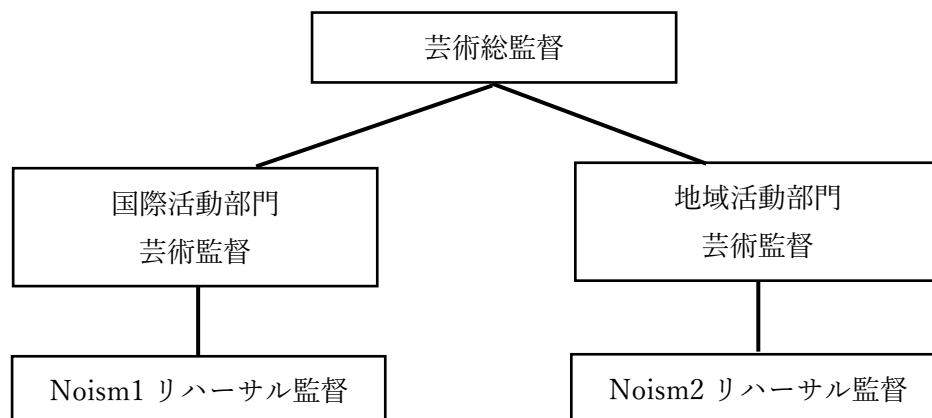 芸術総監督
国際活動部門
芸術監督
地域活動部門
芸術監督
Noism1 リハーサル監督
Noism2 リハーサル監督